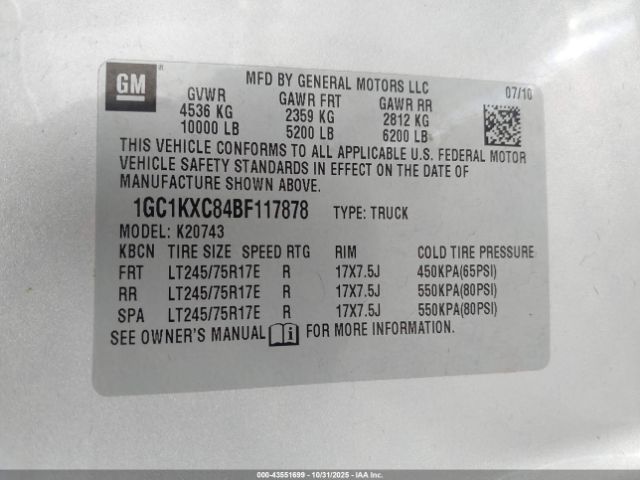 GM
MFD BY GENERAL MOTORS LLC
07/10
GVWR GAWR FRT GAWR RR
4536 KG 2359 KG 2812 KG
10000 LB 5200 LB 6200 LB
THIS VEHICLE CONFORMS TO ALL APPLICABLE U.S. FEDERAL MOTOR
VEHICLE SAFETY STANDARDS IN EFFECT ON THE DATE OF
MANUFACTURE SHOWN ABOVE.
1GC1KXC84BF117878 TYPE: TRUCK
MODEL: K20743
KBCN TIRE SIZE SPEED RTG RIM COLD TIRE PRESSURE
FRT LT245/75R17E R 17X7.5J 450KPA(65PSI)
RR LT245/75R17E R 17X7.5J 550KPA(80PSI)
SPA LT245/75R17E R 17X7.5J 550KPA(80PSI)
SEE OWNER'S MANUAL FOR MORE INFORMATION.
000-43551699 - 10/31/2025 - Copyright IAA, LLC